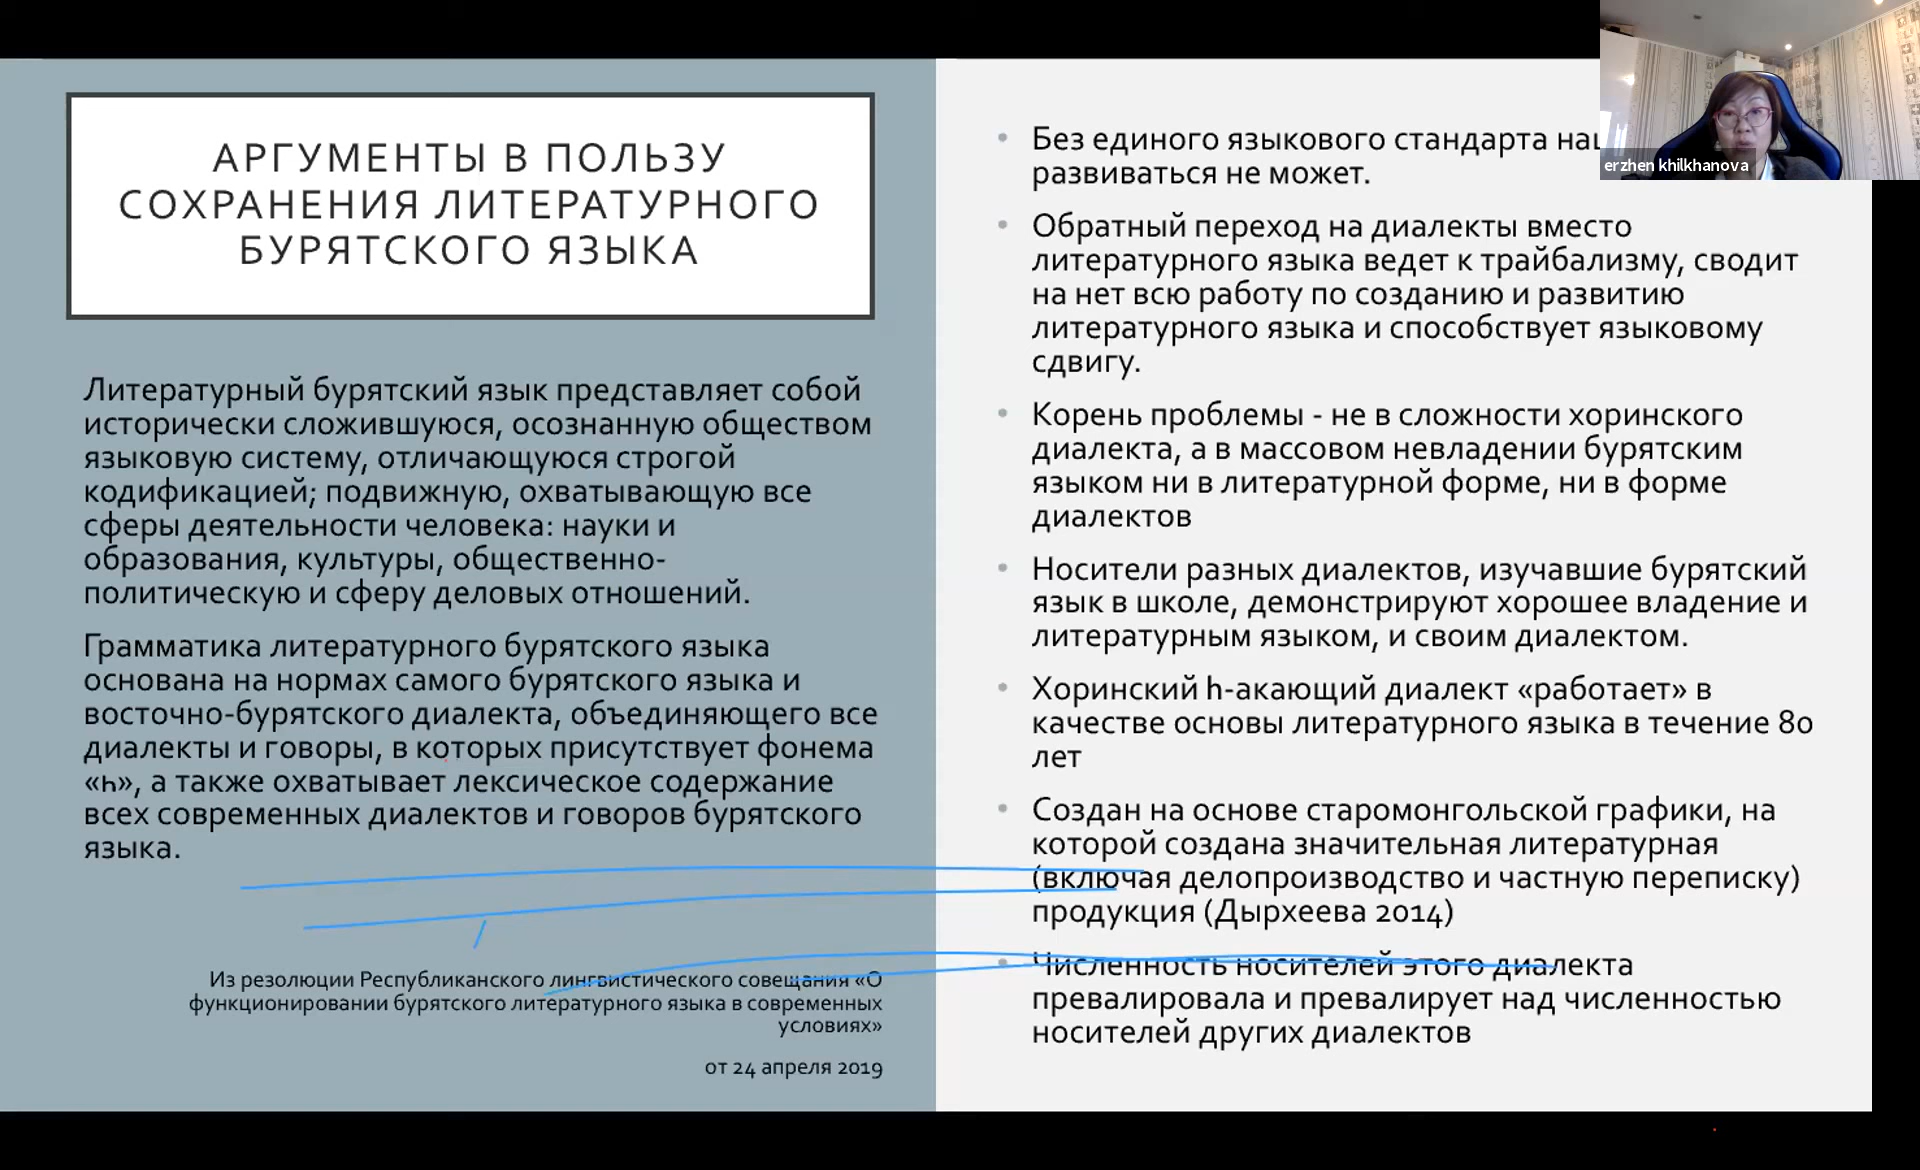 АРГУМЕНТЫ В ПОЛЬЗУ
СОХРАНЕНИЯ ЛИТЕРАТУРНОГО
БУРЯТСКОГО ЯЗЫКА
Литературный бурятский язык представляет собой
исторически сложившуюся, осознанную обществом
языковую систему, отличающуюся строгой
кодификацией; подвижную, охватывающую все
сферы деятельности человека: науки и
образования, культуры, общественно-
политическую и сферу деловых отношений.
Грамматика литературного бурятского языка
основана на нормах самого бурятского языка и
восточно-бурятского диалекта, объединяющего все
диалекты и говоры, в которых присутствует фонема
«һ», а также охватывает лексическое содержание
всех современных диалектов и говоров бурятского
языка.
Из резолюции Республиканского лингвистического совещания «О
функционировании бурятского литературного языка в современных
условиях»
от 24 апреля 2019
• Без единого языкового стандарта
развиваться не может.
• Обратный переход на диалекты вместо
литературного языка ведет к трайбализму, сводит
на нет всю работу по созданию и развитию
литературного языка и способствует языковому
сдвигу.
• Корень проблемы - не в сложности хоринского
диалекта, а в массовом невладении бурятским
языком ни в литературной форме, ни в форме
диалектов
• Носители разных диалектов, изучавшие бурятский
язык в школе, демонстрируют хорошее владение и
литературным языком, и своим диалектом.
• Хоринский һ-акающий диалект «работает» в
качестве основы литературного языка в течение 80
лет
• Создан на основе старомонгольской графики, на
которой создана значительная литературная
(включая делопроизводство и частную переписку)
продукция (Дырхеева 2014)
• Численность носителей этого диалекта
превалировала и превалирует над численностью
носителей других диалектов
erzhen khilkhanova